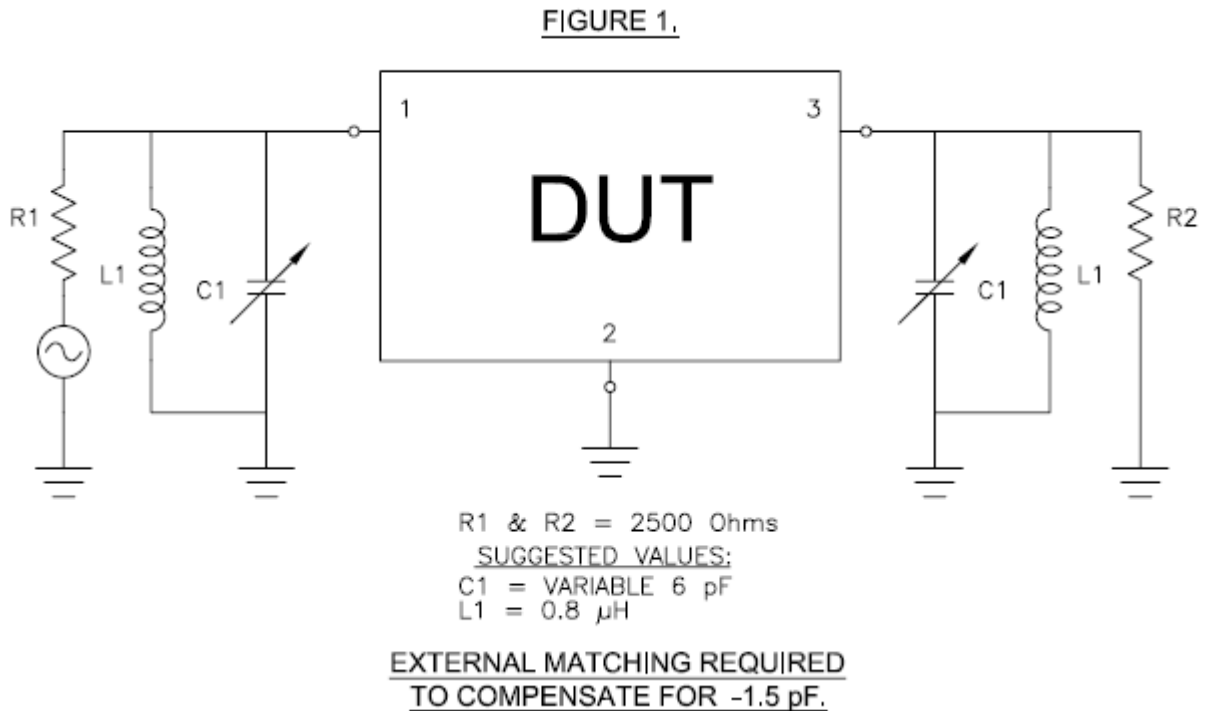 FIGURE 1.
1
3
DUT
R1
L1
C1
C1
L1
R2
2
R1 & R2 = 2500 Ohms
SUGGESTED VALUES:
C1 = VARIABLE 6 pF
L1 = 0.8 µH
EXTERNAL MATCHING REQUIRED
TO COMPENSATE FOR -1.5 pF.